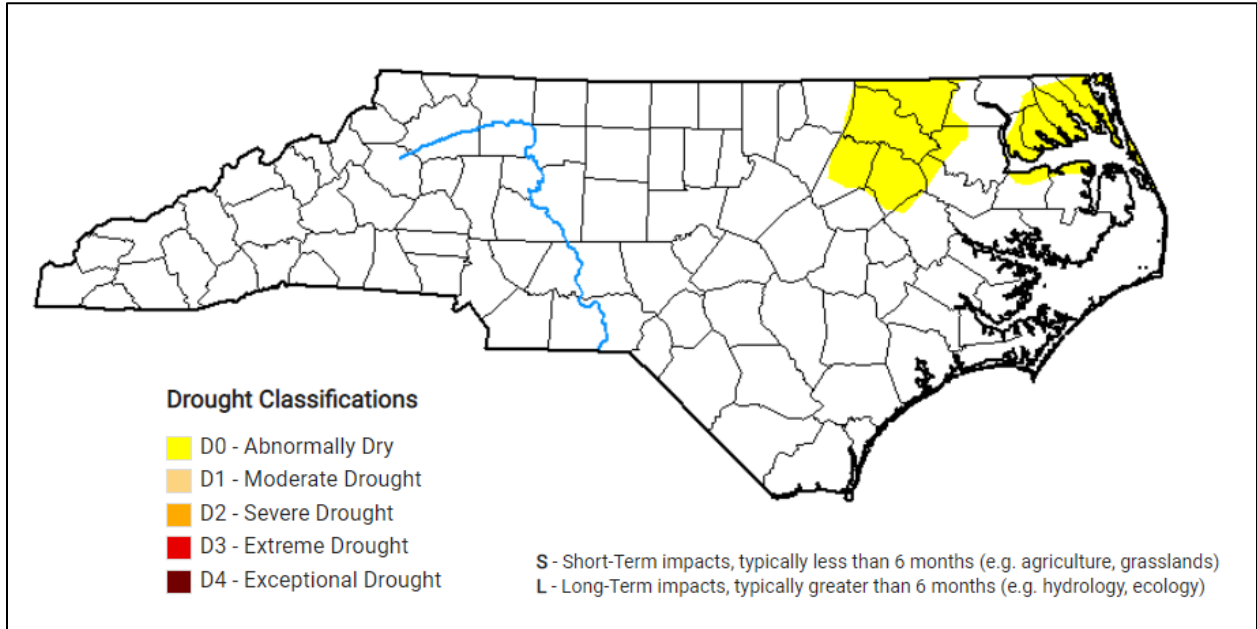 Drought Classifications
D0 - Abnormally Dry
D1 - Moderate Drought
D2 - Severe Drought
D3 - Extreme Drought
D4 - Exceptional Drought
S - Short-Term impacts, typically less than 6 months (e.g. agriculture, grasslands)
L - Long-Term impacts, typically greater than 6 months (e.g. hydrology, ecology)